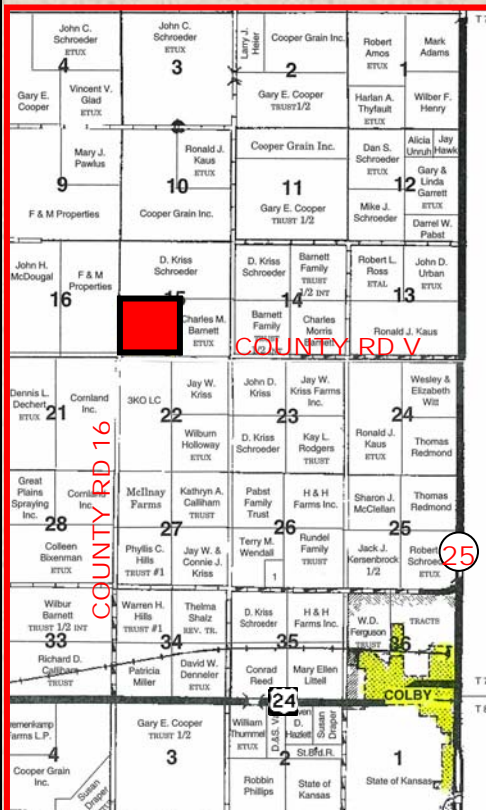 John C.
Schroeder
ETUX
4
Gary E.
Cooper
Vincent V.
Glad
ETUX
John C.
Schroeder
ETUX
3
Larry J.
Heier
Cooper Grain Inc.
2
Gary E. Cooper
TRUST 1/2
Robert
Amos
ETUX
Mark
Adams
1
Harlan A.
Thyfault
ETUX
Wilber F.
Henry
T 7
Mary J.
Pawlus
9
F & M Properties
Ronald J.
Kaus
ETUX
10
Cooper Grain Inc.
Cooper Grain Inc.
11
Gary E. Cooper
TRUST 1/2
Dan S.
Schroeder
ETUX
Alicia
Unruh
Jay
Hawk
12
Gary &
Linda
Garrett
ETUX
Mike J.
Schroeder
Darrel W.
Pabst
John H.
McDougal
F & M
Properties
16
D. Kriss
Schroeder
15
Charles M.
Barnett
ETUX
D. Kriss
Schroeder
Barnett
Family
TRUST
1/2 INT
14
Barnett
Family
TRUST
1/2 INT
Charles
Morris
Barnett
Robert L.
Ross
ETAL
John D.
Urban
ETUX
13
Ronald J. Kaus
COUNTY RD V
Dennis L.
Dechert
ETUX
21
Cornland
Inc.
3KO LC
22
Jay W.
Kriss
Wilburn
Holloway
ETUX
John D.
Kriss
Jay W.
Kriss Farms
Inc.
23
D. Kriss
Schroeder
Kay L.
Rodgers
TRUST
Wesley &
Elizabeth
Witt
24
Ronald J.
Kaus
ETUX
Thomas
Redmond
COUNTY RD 16
Great
Plains
Spraying
Inc.
Cornland
Inc.
28
Colleen
Bixenman
ETUX
McIlnay
Farms
Kathryn A.
Calliham
TRUST
27
Phyllis C.
Hills
TRUST #1
Jay W. &
Connie J.
Kriss
Pabst
Family
Trust
H & H
Farms Inc.
26
Terry M.
Wendall
1
Rundel
Family
TRUST
Sharon J.
McClellan
Thomas
Redmond
25
Jack J.
Kersenbrock
1/2
Robert
Schroeder
ETUX
25
Wilbur
Barnett
TRUST 1/2 INT
33
Richard D.
Calliham
TRUST
Warren H.
Hills
TRUST #1
Thelma
Shalz
REV. TR.
34
Patricia
Miller
David W.
Denneler
ETUX
D. Kriss
Schroeder
H & H
Farms Inc.
35
Conrad
Reed
Mary Ellen
Littell
W.D.
Ferguson
TRUST
TRACTS
36
COLBY
T 7
T 8
24
4
Cooper Grain
Inc.
Susan
Draper
Gary E. Cooper
TRUST 1/2
3
William
Thummel
ETUX
D.&S. V.
D.
Hazlett
Susan
Draper
2
St.Bd.R.
Robbin
Phillips
State of
Kansas
1
State of Kansas